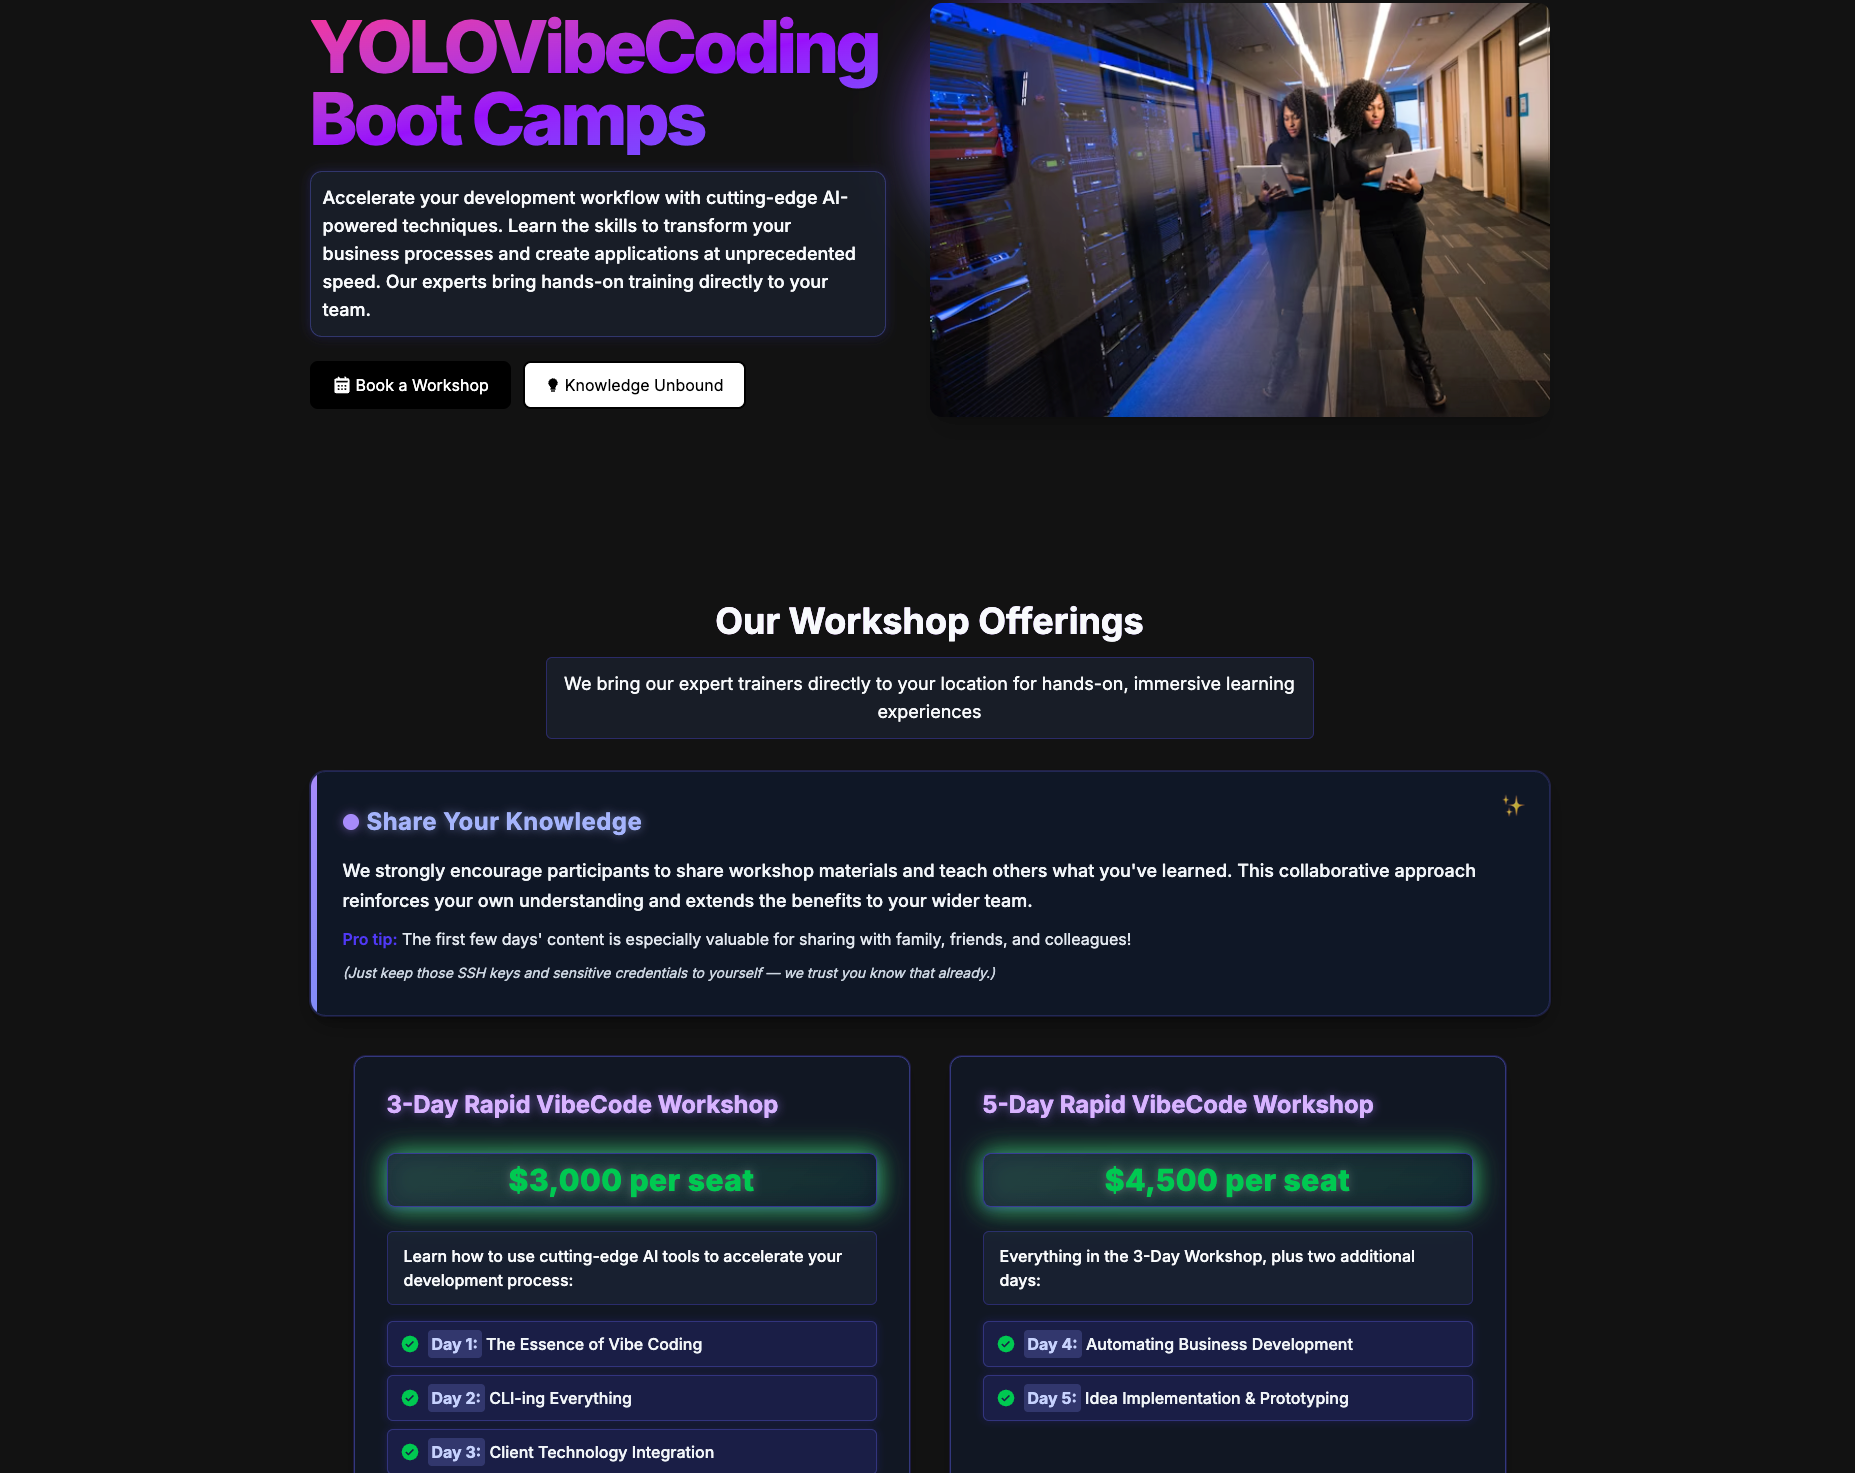 YOLOVibeCoding
Boot Camps
Accelerate your development workflow with cutting-edge AI-
powered techniques. Learn the skills to transform your
business processes and create applications at unprecedented
speed. Our experts bring hands-on training directly to your
team.
Book a Workshop
Knowledge Unbound
Our Workshop Offerings
We bring our expert trainers directly to your location for hands-on, immersive learning
experiences
Share Your Knowledge
We strongly encourage participants to share workshop materials and teach others what you've learned. This collaborative approach
reinforces your own understanding and extends the benefits to your wider team.
Pro tip: The first few days' content is especially valuable for sharing with family, friends, and colleagues!
(Just keep those SSH keys and sensitive credentials to yourself — we trust you know that already.)
3-Day Rapid VibeCode Workshop
$3,000 per seat
Learn how to use cutting-edge AI tools to accelerate your
development process:
Day 1: The Essence of Vibe Coding
Day 2: CLI-ing Everything
Day 3: Client Technology Integration
5-Day Rapid VibeCode Workshop
$4,500 per seat
Everything in the 3-Day Workshop, plus two additional
days:
Day 4: Automating Business Development
Day 5: Idea Implementation & Prototyping